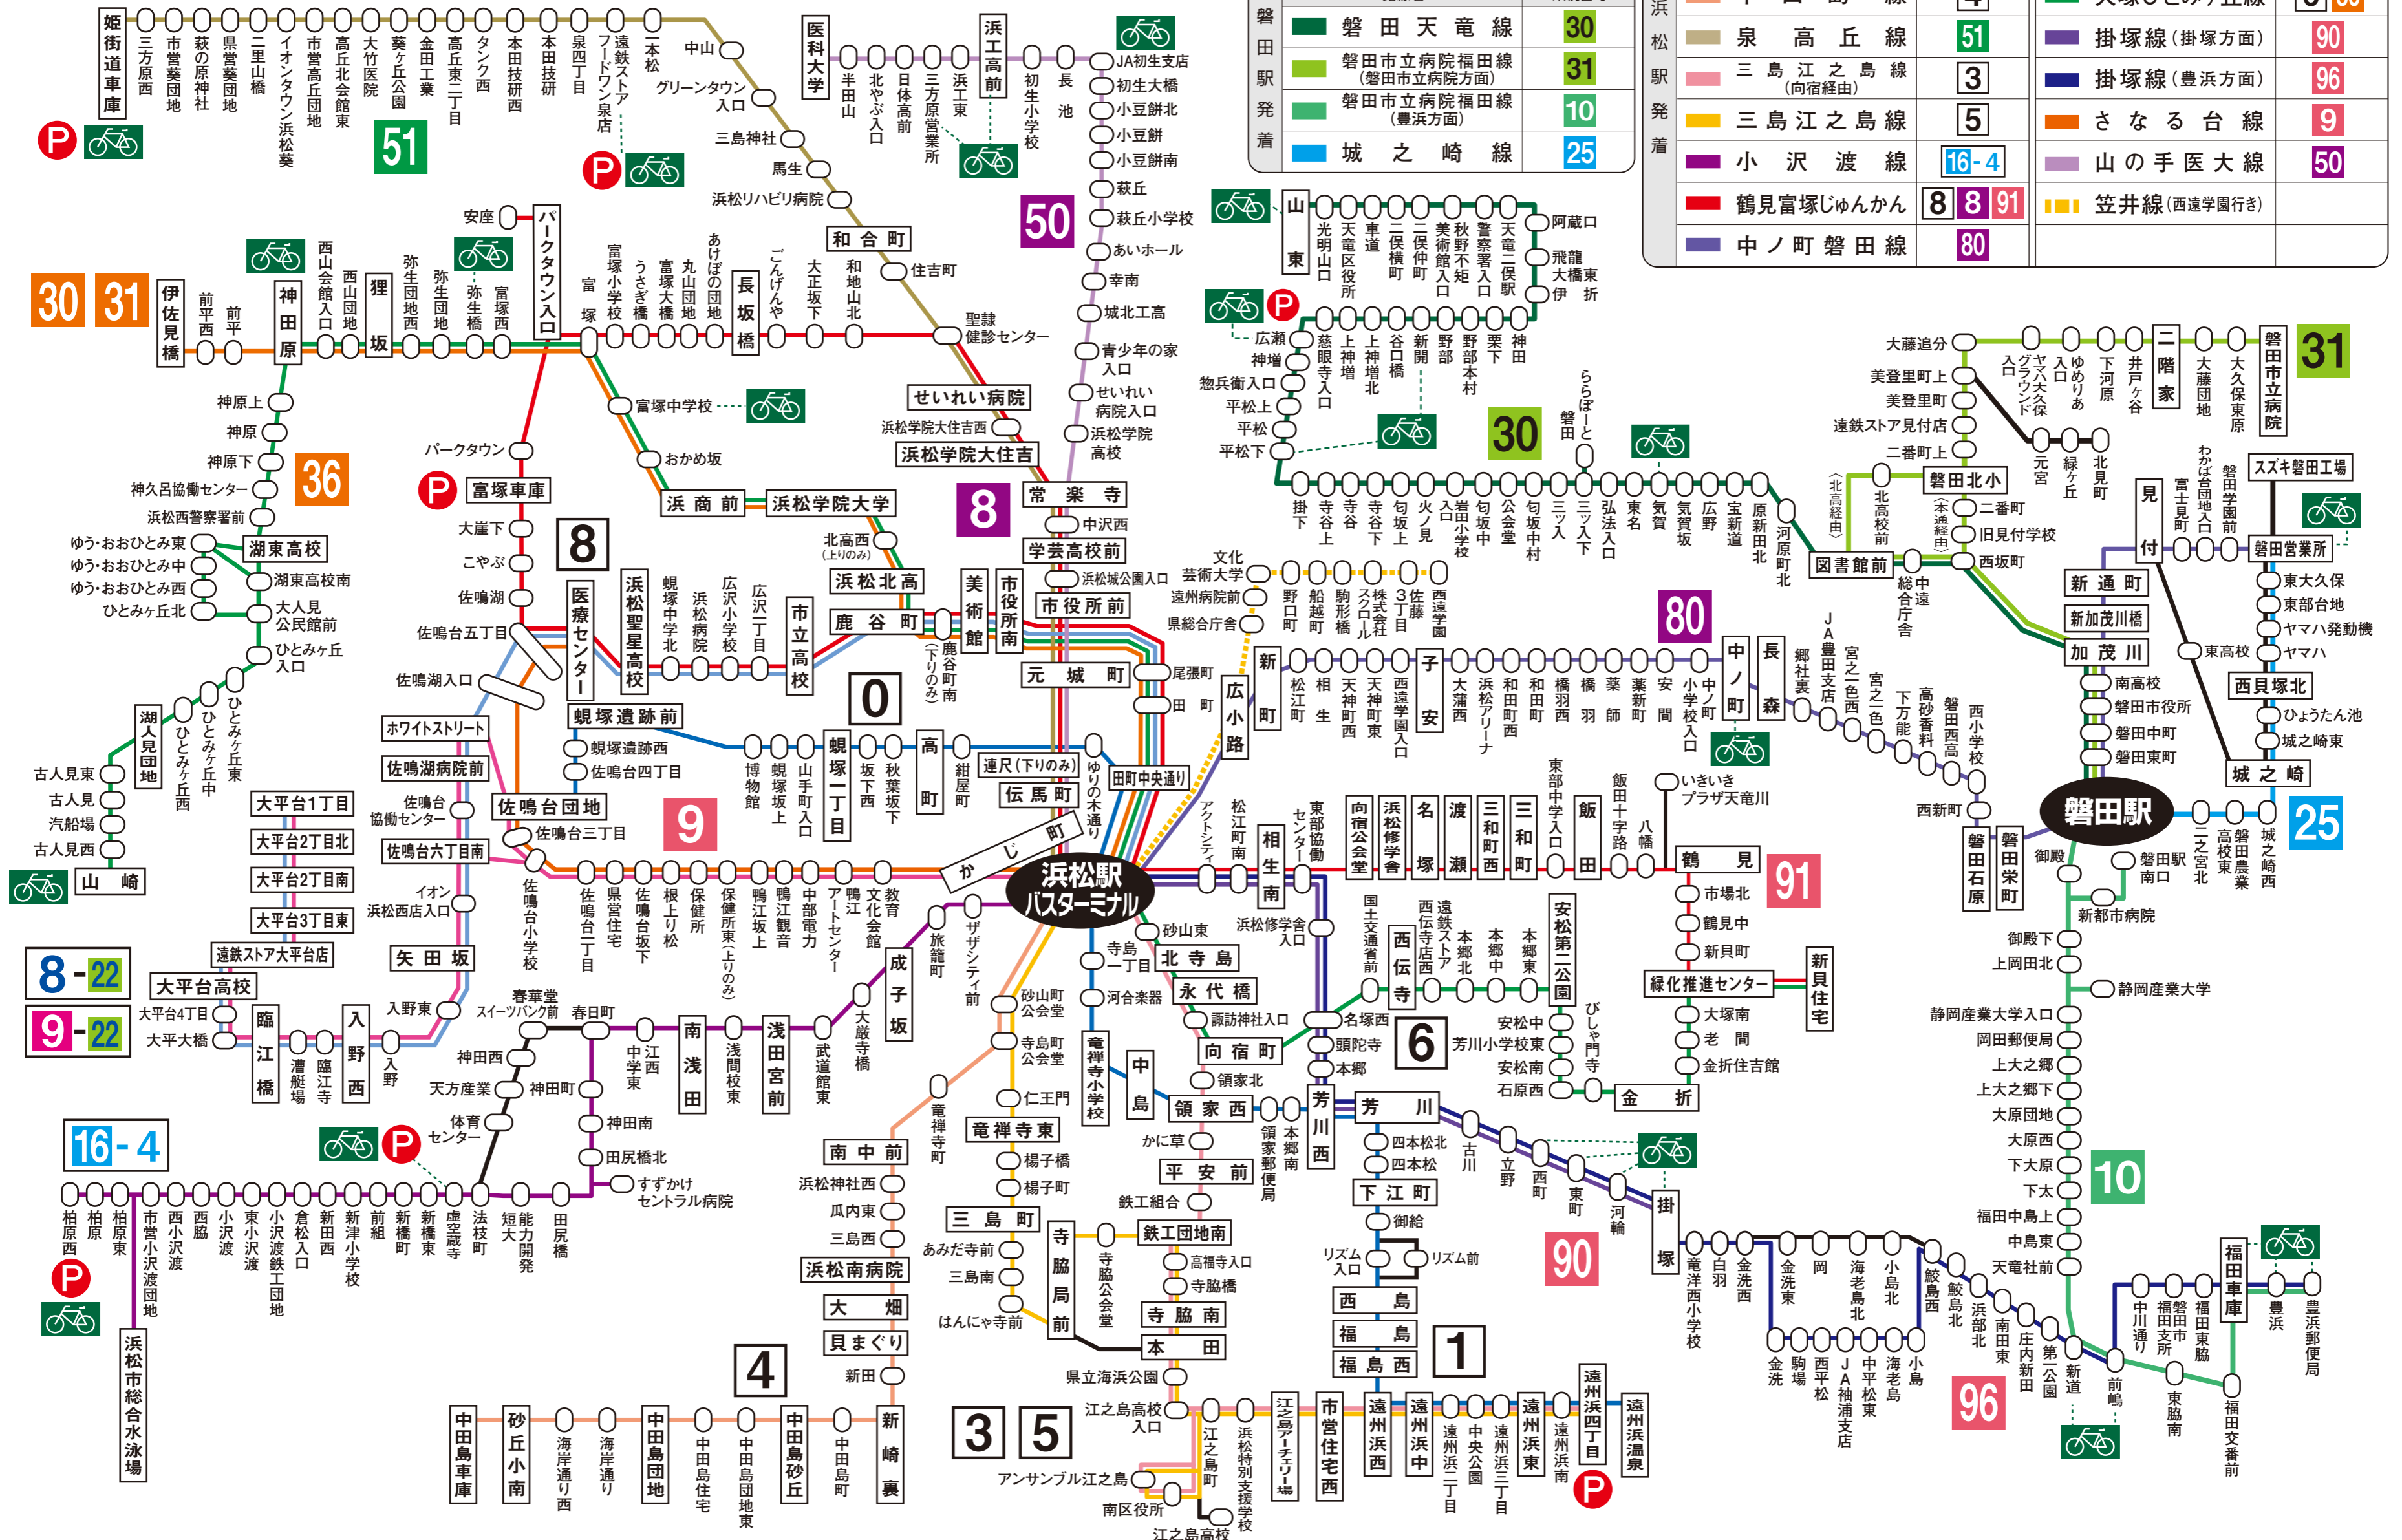 姫街道車庫
三方原西
市営葵団地
萩の原神社
県営葵団地
二里山橋
イオンタウン浜松葵
市営高丘団地
高丘北会館東
大竹医院
葵ヶ丘公園
金田工業
高丘東二丁目
タンク西
本田技研西
本田技研
泉四丁目
遠鉄ストア
フードワン泉店
一本松
中山
グリーンタウン
入口
三島神社
馬生
浜松リハビリ病院
和合町
住吉町
P
51
P
医科大学
半田山
北やぶ入口
日体高前
三方原営業所
浜工東
浜工高前
初生小学校
長池
JA初生支店
初生大橋
小豆餅北
小豆餅
小豆餅南
萩丘
萩丘小学校
あいホール
幸南
城北工高
青少年の家
入口
せいれい
病院入口
浜松学院
高校
50
磐田駅発着
磐田天竜線 30
磐田市立病院福田線
(磐田市立病院方面) 31
磐田市立病院福田線
(豊浜方面) 10
城之崎線 25
浜松駅発着
泉高丘線 51
三島江之島線
(向宿経由) 3
三島江之島線 5
小沢渡線 16-4
鶴見富塚じゅんかん 8 8 91
中ノ町磐田線 80
掛塚線(掛塚方面) 90
掛塚線(豊浜方面) 96
さなる台線 9
山の手医大線 50
笠井線(西遠学園行き)
30 31
伊佐見橋
前平西
前平
神田原
西山会館入口
西山団地
狸坂
弥生団地西
弥生団地
弥生橋
富塚西
安座
パークタウン入口
富塚
富塚小学校
うさぎ橋
富塚大橋
丸山団地
あけぼの団地
長坂橋
ごんげんや
大正坂下
和地山北
聖隷
健診センター
せいれい病院
浜松学院大住吉西
浜松学院大住吉
常楽寺
中沢西
学芸高校前
浜松城公園入口
市役所前
元城町
8
神原上
神原
神原下
神久呂協働センター
浜松西警察署前
湖東高校
ゆう・おおひとみ東
ゆう・おおひとみ中
ゆう・おおひとみ西
ひとみヶ丘北
湖東高校南
大人見
公民館前
ひとみヶ丘
入口
ひとみヶ丘東
ひとみヶ丘中
ひとみヶ丘西
湖人見団地
古人見東
古人見
汽船場
古人見西
山崎
36
パークタウン
P
富塚車庫
大崖下
こやぶ
佐鳴湖
佐鳴台五丁目
佐鳴湖入口
富塚中学校
おかめ坂
浜商前
浜松学院大学
北高西
(上りのみ)
浜松北高
鹿谷町
鹿谷町南
(下りのみ)
美術館
市役所南
8
医療センター
浜松聖星高校
蜆塚中学北
浜松病院
広沢小学校
広沢二丁目
市立高校
尾張町
田町
0
蜆塚遺跡前
蜆塚遺跡西
佐鳴台四丁目
博物館
蜆塚坂上
山手町入口
蜆塚一丁目
坂下西
秋葉坂下
高町
紺屋町
連尺(下りのみ)
伝馬町
ゆりの木通り
田町中央通り
かじ町
浜松駅
バスターミナル
ホワイトストリート
佐鳴湖病院前
佐鳴台
協働センター
佐鳴台六丁目南
イオン
浜松西店入口
矢田坂
入野東
佐鳴台団地
佐鳴台三丁目
佐鳴台小学校
9
佐鳴台二丁目
県営住宅
佐鳴台坂下
根上り松
保健所
保健所東(上りのみ)
鴨江坂上
鴨江観音
中部電力
鴨江
アートセンター
教育
文化会館
大平台1丁目
大平台2丁目北
大平台2丁目南
大平台3丁目東
遠鉄ストア大平台店
大平台高校
大平台4丁目
大平大橋
臨江橋
漕艇場
臨江寺
入野西
入野
8-22
9-22
ザザシティ前
旅籠町
成子坂
大厳寺橋
武道館東
浅田宮前
浅間校東
南浅田
江西
中学東
春日町
春華堂
スイーツバンク前
神田西
天方産業
体育
センター
神田町
神田南
田尻橋北
すずかけ
セントラル病院
16-4
P
柏原西
柏原
柏原東
市営小沢渡団地
西小沢渡
西脇
小沢渡
東小沢渡
小沢渡鉄工団地
倉松入口
新田西
新津小学校
前組
新橋町
新橋東
虚空蔵寺
法枝町
能力開発
短大
田尻橋
P
浜松市総合水泳場
砂山町
公会堂
寺島町
公会堂
竜禅寺町
南中前
浜松神社西
瓜内東
三島西
浜松南病院
大畑
貝まぐり
新田
新崎裏
中田島町
中田島砂丘
中田島団地東
中田島住宅
中田島団地
海岸通り
海岸通り西
砂丘小南
中田島車庫
4
仁王門
竜禅寺東
楊子橋
楊子町
三島町
あみだ寺前
三島南
はんにゃ寺前
寺脇局前
寺脇公会堂
鉄工団地南
高福寺入口
寺脇橋
寺脇南
本田
県立海浜公園
江之島高校
入口
3 5
アンサンブル江之島
南区役所
江之島高校
江之島町
浜松特別支援学校
江之島アーチェリー場
市営住宅西
遠州浜西
遠州浜中
遠州浜二丁目
中央公園
遠州浜三丁目
遠州浜東
遠州浜南
遠州浜四丁目
遠州浜温泉
P
1
寺島
一丁目
河合楽器
竜禅寺小学校
中島
領家西
領家郵便局
本郷南
芳川西
芳川
四本松北
四本松
下江町
御給
リズム
入口
リズム前
西島
福島
福島西
砂山東
北寺島
永代橋
諏訪神社入口
向宿町
領家北
かに草
平安前
鉄工組合
6
名塚西
頭陀寺
本郷
浜松修学舎
入口
国土交通省前
西伝寺
遠鉄ストア
西伝寺店西
本郷北
本郷中
本郷東
安松第二公園
安松中
芳川小学校東
安松南
石原西
びしゃ門寺
金折
金折住吉館
老間
大塚南
緑化推進センター
新貝住宅
新貝町
鶴見中
市場北
鶴見
91
アクトシティ
松江町南
相生南
東部協働
センター
向宿公会堂
浜松修学舎
名塚
渡瀬
三和町西
三和町
東部中学入口
飯田
飯田十字路
八幡
いきいき
プラザ天竜川
文化
芸術大学
遠州病院前
県総合庁舎
野口町
船越町
駒形橋
株式会社
スクロール
佐藤
3丁目
西遠学園
広小路
新町
松江町
相生
天神町西
天神町東
西遠学園入口
子安
大蒲西
浜松アリーナ
和田町西
和田町
橋羽西
橋羽
薬師
薬新町
安間
中ノ町
小学校入口
中ノ町
80
長森
郷社裏
JA豊田支店
宮之一色西
宮之一色
下万能
高砂香料
磐田西高
西小学校
西新町
磐田石原
磐田栄町
磐田駅
山東
光明山口
天竜区役所
車道
二俣横町
二俣仲町
美術館入口
秋野不矩
警察署入口
天竜二俣駅
阿蔵口
飛龍
大橋東
伊折
神田
栗下
野部本村
野部
新開
谷口橋
上神増北
上神増
慈眼寺入口
広瀬
P
神増
惣兵衛入口
平松上
平松
平松下
30
掛下
寺谷上
寺谷
寺谷下
匂坂上
火ノ見
入口
岩田小学校
匂坂中
公会堂
匂坂中村
三ツ入
三ツ入下
ららぽーと
磐田
弘法入口
東名
気賀
気賀坂
広野
宝新道
原新田北
河原町北
図書館前
中遠
総合庁舎
西坂町
旧見付学校
二番町
〈北高経由〉
〈本通経由〉
北高校前
磐田北小
二番町上
遠鉄ストア見付店
美登里町
美登里町上
大藤追分
元宮
緑ヶ丘
北見町
ヤマハ大久保
グラウンド
入口
ゆめりあ
入口
下河原
井戸ヶ谷
二階家
大藤団地
大久保東原
磐田市立病院
31
スズキ磐田工場
見付
富士見町
わかば台団地入口
磐田学園前
磐田営業所
東大久保
東部台地
ヤマハ発動機
ヤマハ
西貝塚北
ひょうたん池
城之崎東
城之崎
城之崎西
磐田農業
高校東
二之宮北
25
東高校
新通町
新加茂川橋
加茂川
南高校
磐田市役所
磐田中町
磐田東町
御殿
磐田駅
南口
新都市病院
御殿下
上岡田北
静岡産業大学
静岡産業大学入口
岡田郵便局
上大之郷
上大之郷下
大原団地
大原西
下大原
下太
福田中島上
中島東
天竜社前
10
古川
立野
西町
東町
河輪
掛塚
90
竜洋西小学校
白羽
金洗西
金洗東
岡
海老島北
小島北
鮫島西
鮫島北
浜部北
南田東
庄内新田
第一公園
新道
前嶋
金洗
駒場
西平松
JA袖浦支店
中平松東
海老島
小島
96
中川通り
磐田市
福田支所
福田東脇
福田車庫
豊浜
豊浜郵便局
東脇南
福田交番前